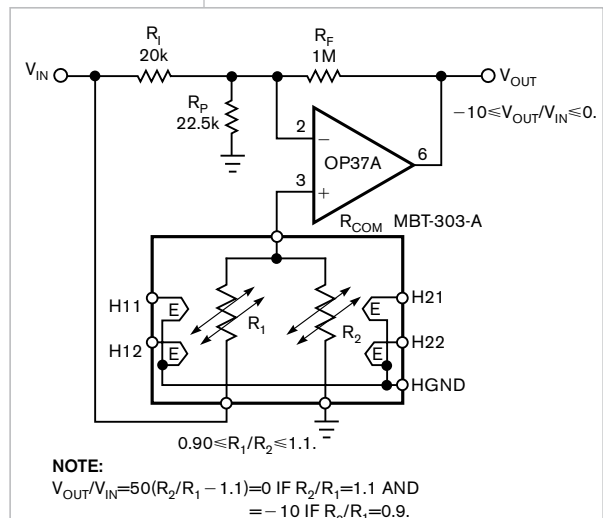 R_I
20k
R_F
1M
V_IN
V_OUT
R_P
22.5k
−10≤V_OUT/V_IN≤0.
2
−
OP37A
6
3
+
R_COM MBT-303-A
H11
E
R_1
R_2
E
H21
H12
E
E
H22
HGND
0.90≤R_1/R_2≤1.1.
NOTE:
V_OUT/V_IN=50(R_2/R_1−1.1)=0 IF R_2/R_1=1.1 AND
=−10 IF R_2/R_1=0.9.